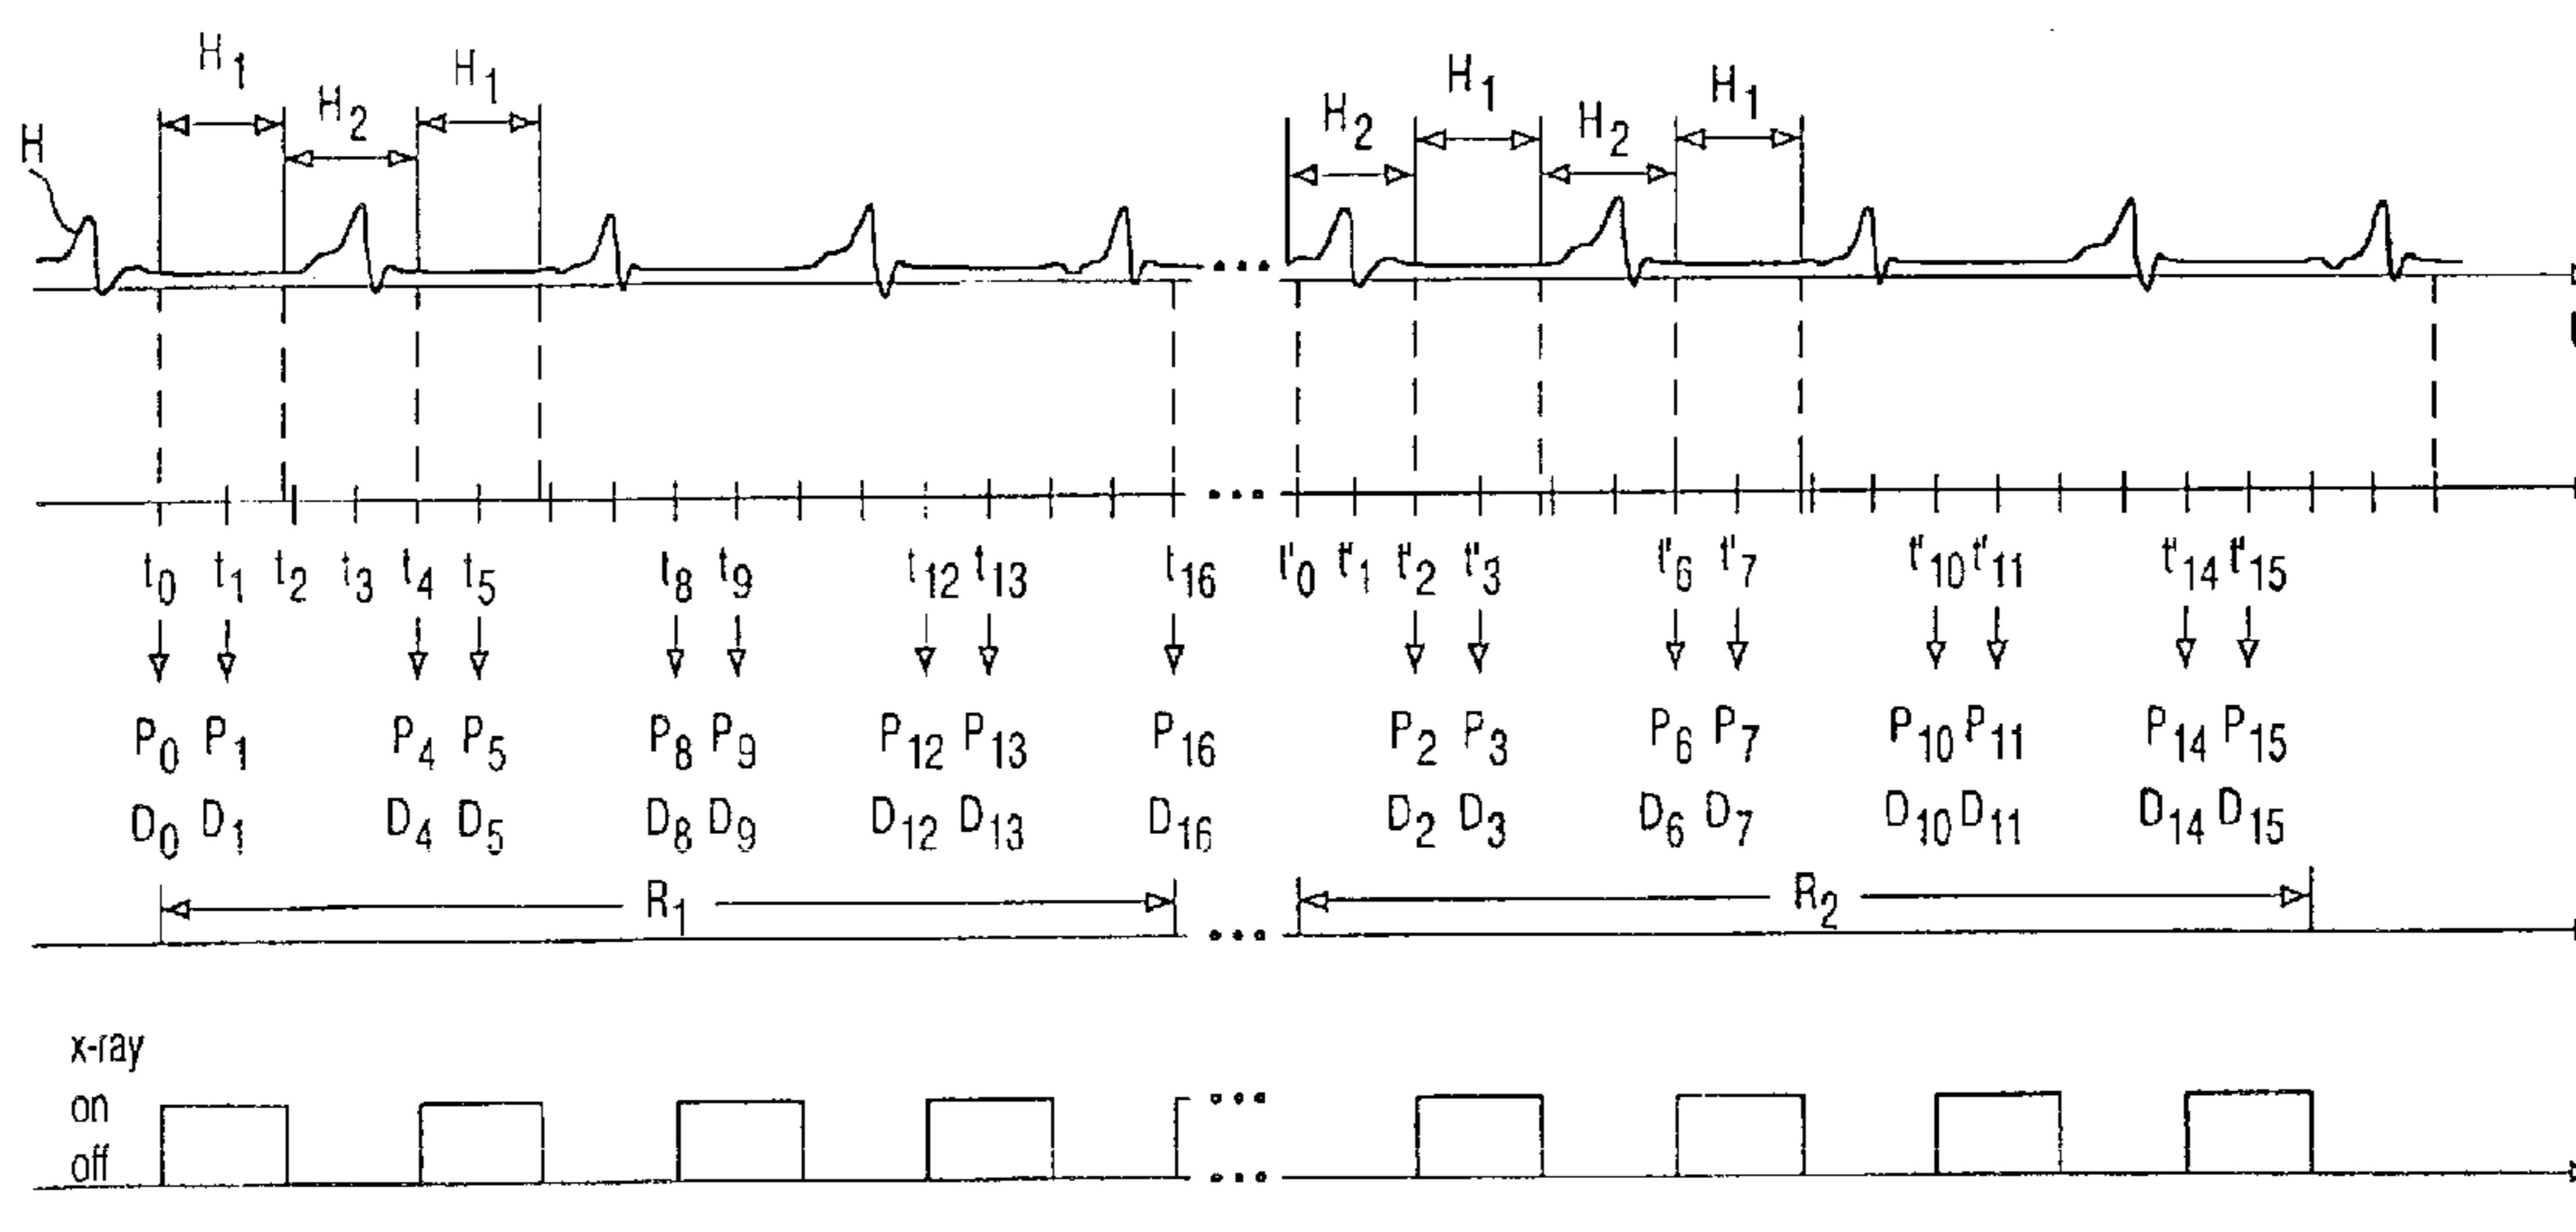 H₁ H₂ H₁ H₂ H₁ H₂ H₁
H
t₀ t₁ t₂ t₃ t₄ t₅ t₈ t₉ t₁₂ t₁₃ t₁₆ t'₀ t'₁ t'₂ t'₃ t'₆ t'₇ t'₁₀ t'₁₁ t'₁₄ t'₁₅
P₀ P₁ P₄ P₅ P₈ P₉ P₁₂ P₁₃ P₁₆ P₂ P₃ P₆ P₇ P₁₀ P₁₁ P₁₄ P₁₅
D₀ D₁ D₄ D₅ D₈ D₉ D₁₂ D₁₃ D₁₆ D₂ D₃ D₆ D₇ D₁₀ D₁₁ D₁₄ D₁₅
R₁ R₂
x-ray
on
off